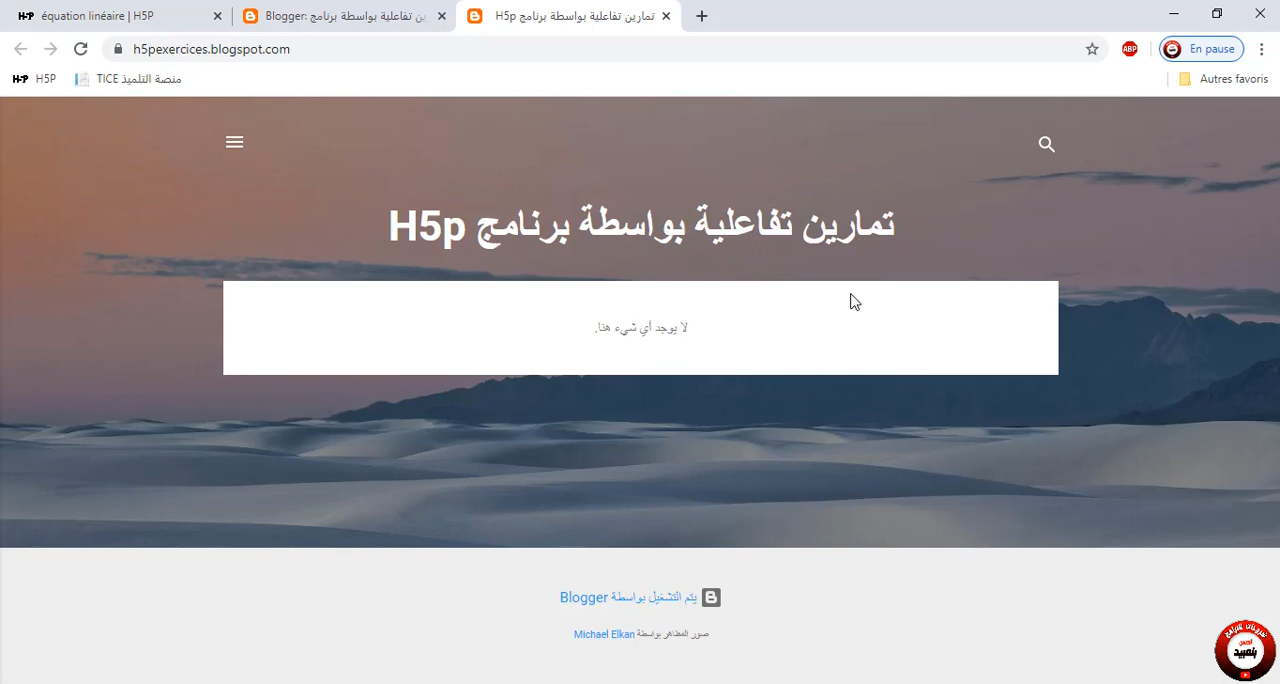 équation linéaire | H5P
Blogger: تمارين تفاعلية بواسطة برنامج
تمارين تفاعلية بواسطة برنامج H5p
h5pexercices.blogspot.com
ABP
En pause
H5P
منصة التلميذ TICE
Autres favoris
تمارين تفاعلية بواسطة برنامج H5p
لا يوجد أي شيء هنا.
يتم التشغيل بواسطة Blogger
صور المظاهر بواسطة Michael Elkan